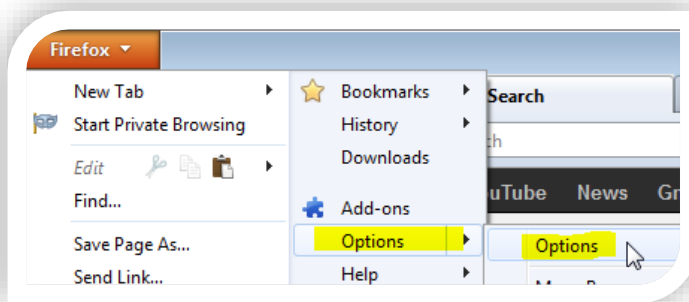 Firefox
New Tab
Start Private Browsing
Edit
Find...
Save Page As...
Send Link...
Bookmarks
History
Downloads
Add-ons
Options
Help
Options
Search
News